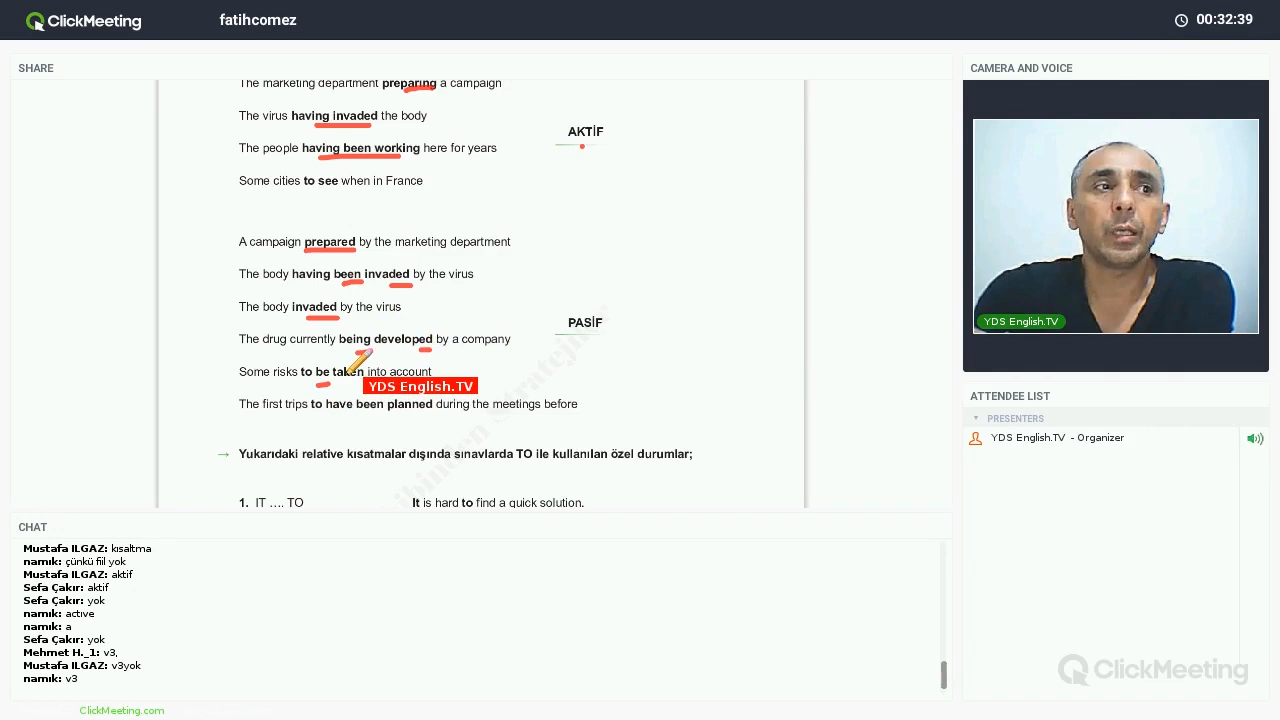 ClickMeeting
fatihcomez
00:32:39
SHARE
The marketing department preparing a campaign
The virus having invaded the body
AKTİF
The people having been working here for years
Some cities to see when in France
A campaign prepared by the marketing department
The body having been invaded by the virus
The body invaded by the virus
PASİF
The drug currently being developed by a company
Some risks to be taken into account
YDS English.TV
The first trips to have been planned during the meetings before
→ Yukarıdaki relative kısatmalar dışında sınavlarda TO ile kullanılan özel durumlar;
1. IT …. TO It is hard to find a quick solution.
CAMERA AND VOICE
YDS English.TV
ATTENDEE LIST
PRESENTERS
YDS English.TV - Organizer
CHAT
Mustafa ILGAZ: kısaltma
namık: çünkü fiil yok
Mustafa ILGAZ: aktif
Sefa Çakır: aktif
Sefa Çakır: yok
namık: actıve
namık: a
Sefa Çakır: yok
Mehmet H._1: v3,
Mustafa ILGAZ: v3yok
namık: v3
ClickMeeting
ClickMeeting.com